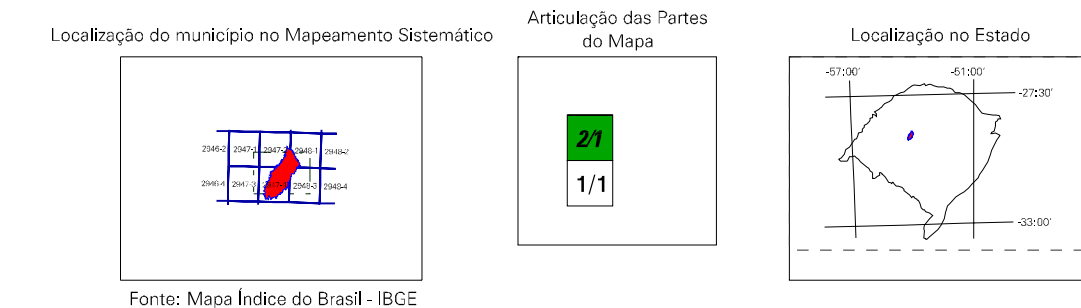 Localização do município no Mapeamento Sistemático
Articulação das Partes
do Mapa
Localização no Estado
2946-2 2947-1 2947-2 2948-1 2948-2
2946-4 2947-3 2948-3 2948-4
2/1
1/1
-57:00' -51:00'
-27:30'
-33:00'
Fonte: Mapa Índice do Brasil - IBGE